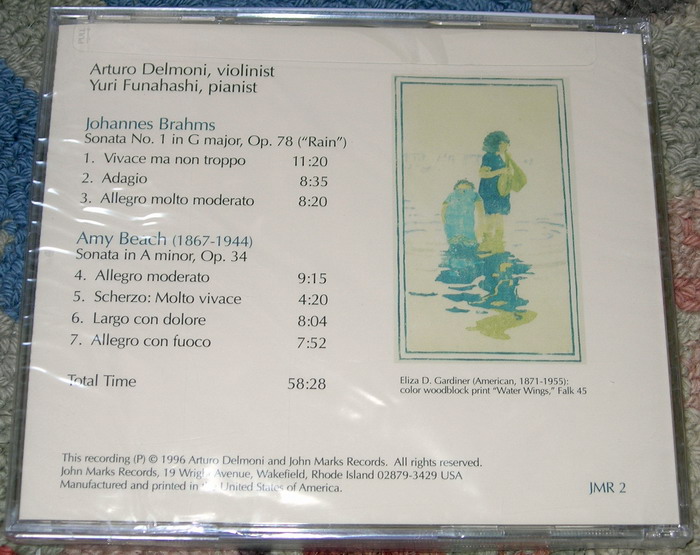 Arturo Delmoni, violinist
Yuri Funahashi, pianist
Johannes Brahms
Sonata No. 1 in G major, Op. 78 ("Rain")
1. Vivace ma non troppo 11:20
2. Adagio 8:35
3. Allegro molto moderato 8:20
Amy Beach (1867-1944)
Sonata in A minor, Op. 34
4. Allegro moderato 9:15
5. Scherzo: Molto vivace 4:20
6. Largo con dolore 8:04
7. Allegro con fuoco 7:52
Total Time 58:28
Eliza D. Gardiner (American, 1871-1955):
color woodblock print "Water Wings," Falk 45
This recording (P) © 1996 Arturo Delmoni and John Marks Records. All rights reserved.
John Marks Records, 19 Wright Avenue, Wakefield, Rhode Island 02879-3429 USA
Manufactured and printed in the United States of America.
JMR 2